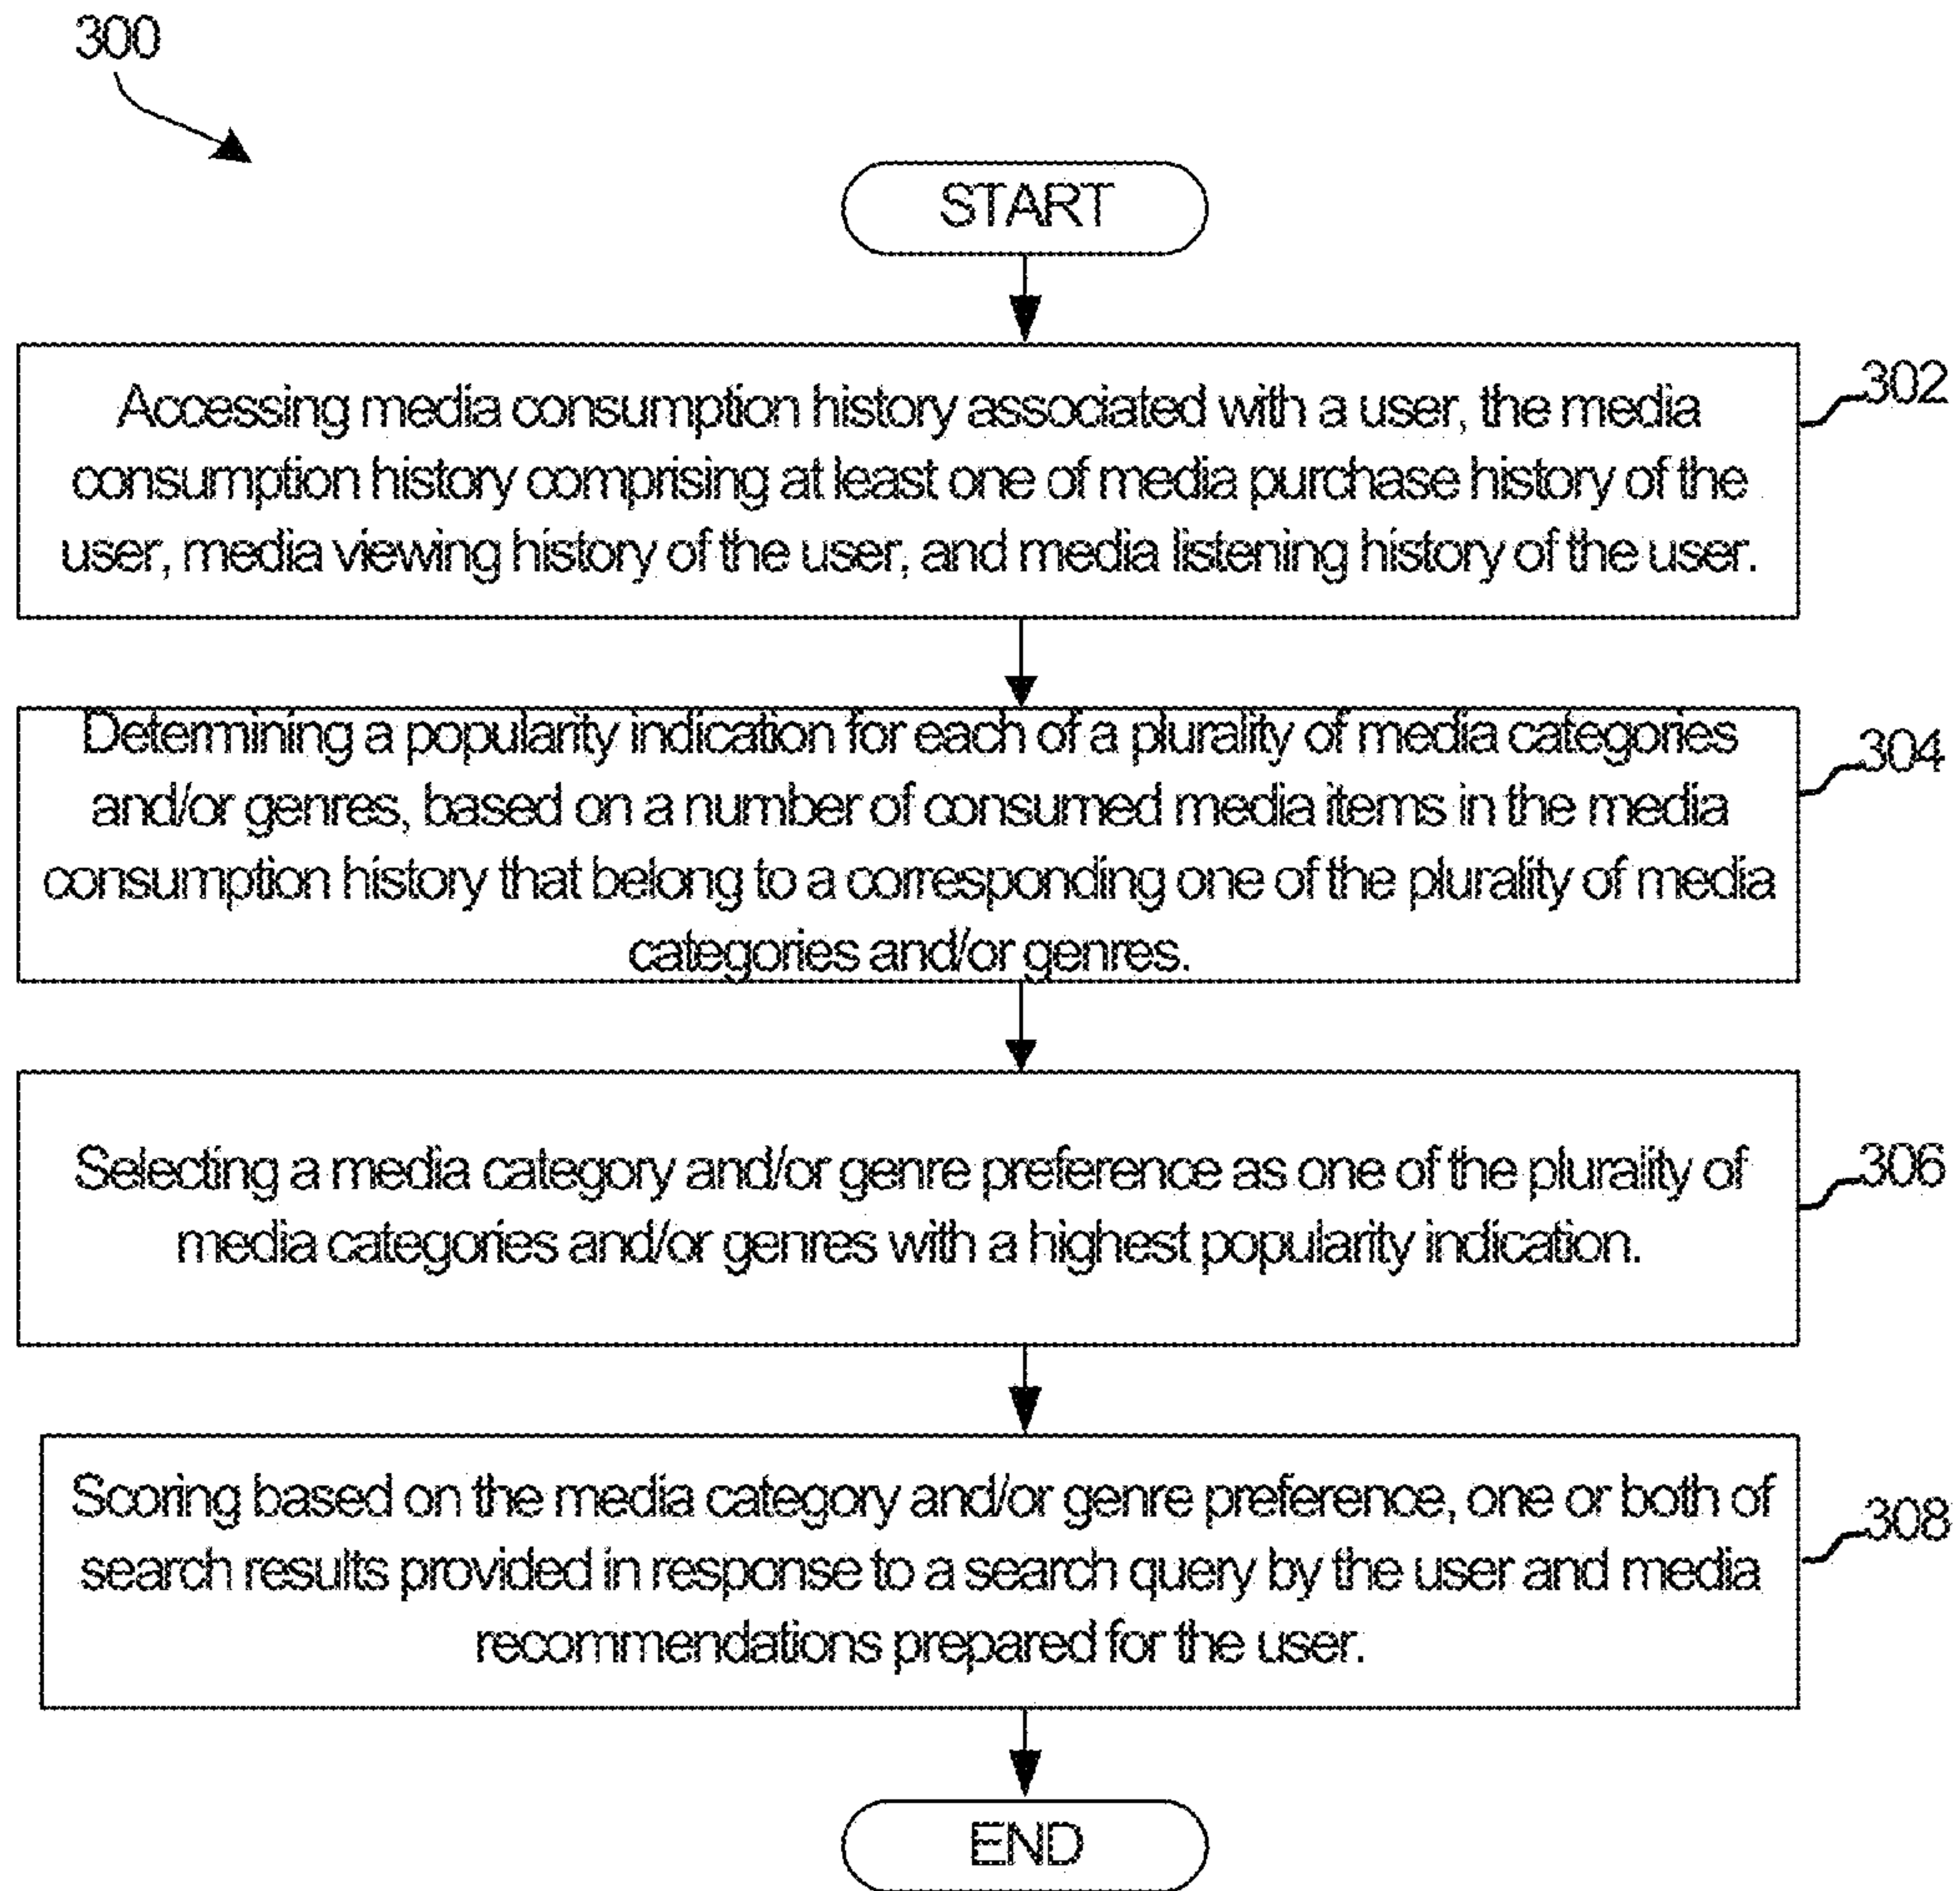 300
START
Accessing media consumption history associated with a user, the media
consumption history comprising at least one of media purchase history of the
user, media viewing history of the user, and media listening history of the user.
302
Determining a popularity indication for each of a plurality of media categories
and/or genres, based on a number of consumed media items in the media
consumption history that belong to a corresponding one of the plurality of media
categories and/or genres.
304
Selecting a media category and/or genre preference as one of the plurality of
media categories and/or genres with a highest popularity indication.
306
Scoring based on the media category and/or genre preference, one or both of
search results provided in response to a search query by the user and media
recommendations prepared for the user.
308
END